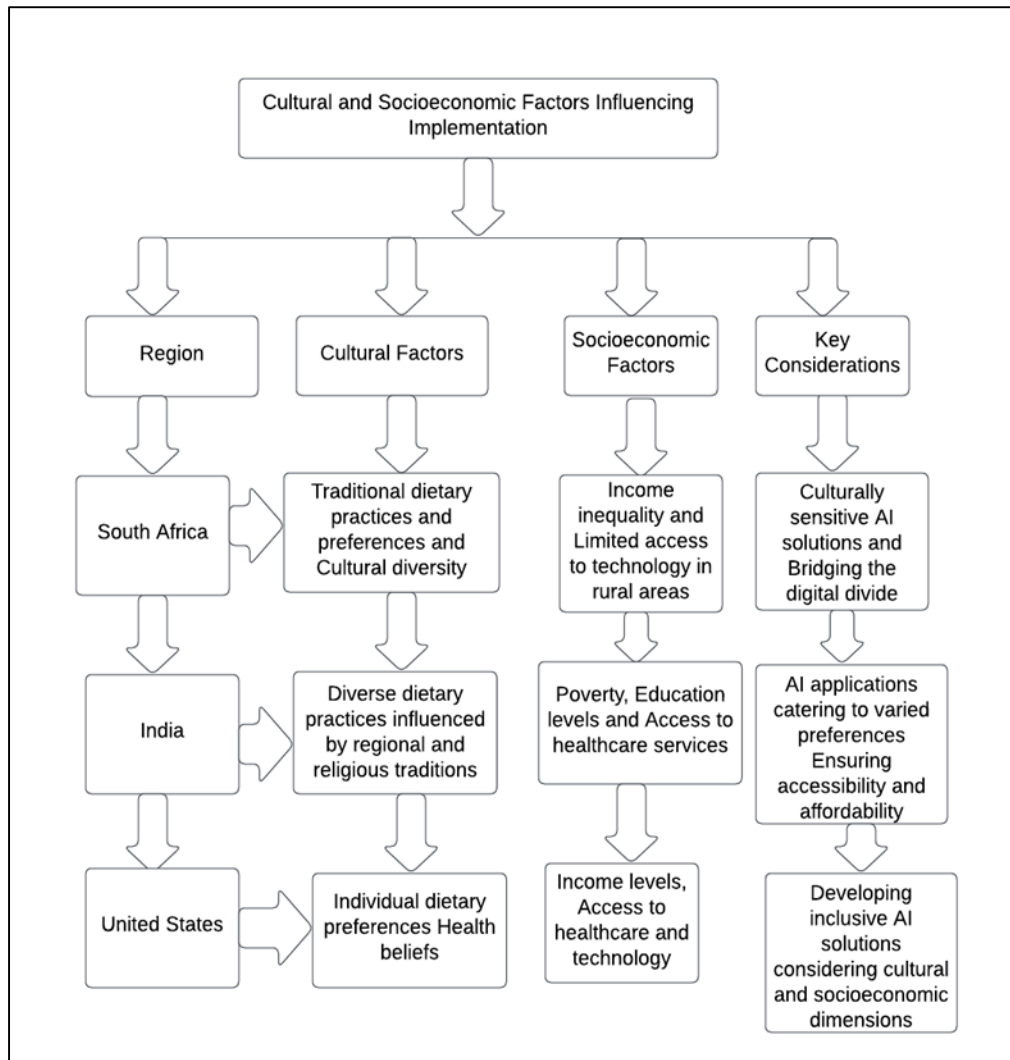 Cultural and Socioeconomic Factors Influencing
Implementation
Region
Cultural Factors
Socioeconomic
Factors
Key
Considerations
South Africa
Traditional dietary
practices and
preferences and
Cultural diversity
Income
inequality and
Limited access
to technology in
rural areas
Culturally
sensitive AI
solutions and
Bridging the
digital divide
India
Diverse dietary
practices influenced
by regional and
religious traditions
Poverty, Education
levels and Access to
healthcare services
AI applications
catering to varied
preferences
Ensuring
accessibility and
affordability
United States
Individual dietary
preferences Health
beliefs
Income levels,
Access to
healthcare and
technology
Developing
inclusive AI
solutions
considering cultural
and socioeconomic
dimensions